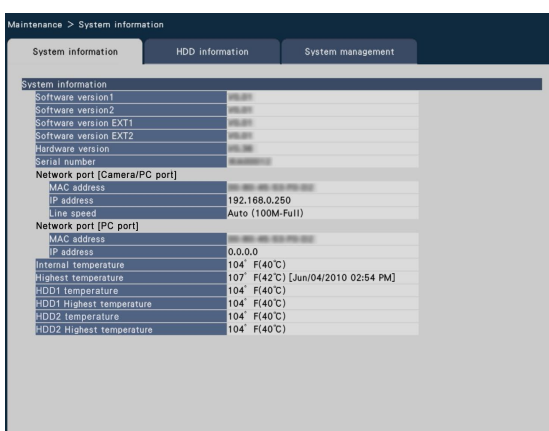 Maintenance > System information
System information HDD information System management
System information
Software version1
Software version2
Software version EXT1
Software version EXT2
Hardware version
Serial number
Network port [Camera/PC port]
MAC address
IP address 192.168.0.250
Line speed Auto (100M-Full)
Network port [PC port]
MAC address
IP address 0.0.0.0
Internal temperature 104° F(40℃)
Highest temperature 107° F(42℃) [Jun/04/2010 02:54 PM]
HDD1 temperature 104° F(40℃)
HDD1 Highest temperature 104° F(40℃)
HDD2 temperature 104° F(40℃)
HDD2 Highest temperature 104° F(40℃)